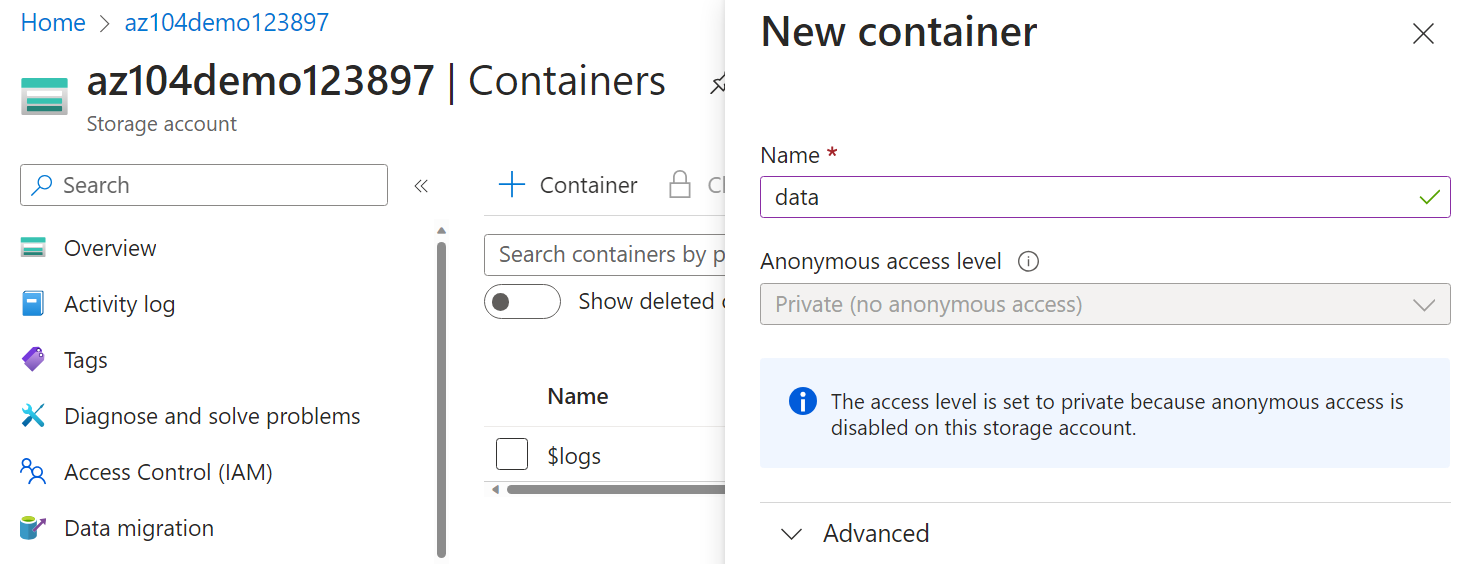 Home > az104demo123897
az104demo123897 | Containers
Storage account
Search
«
Overview
Activity log
Tags
Diagnose and solve problems
Access Control (IAM)
Data migration
+ Container
Search containers by p
Show deleted
Name
$logs
New container
Name *
data
Anonymous access level
Private (no anonymous access)
The access level is set to private because anonymous access is
disabled on this storage account.
Advanced